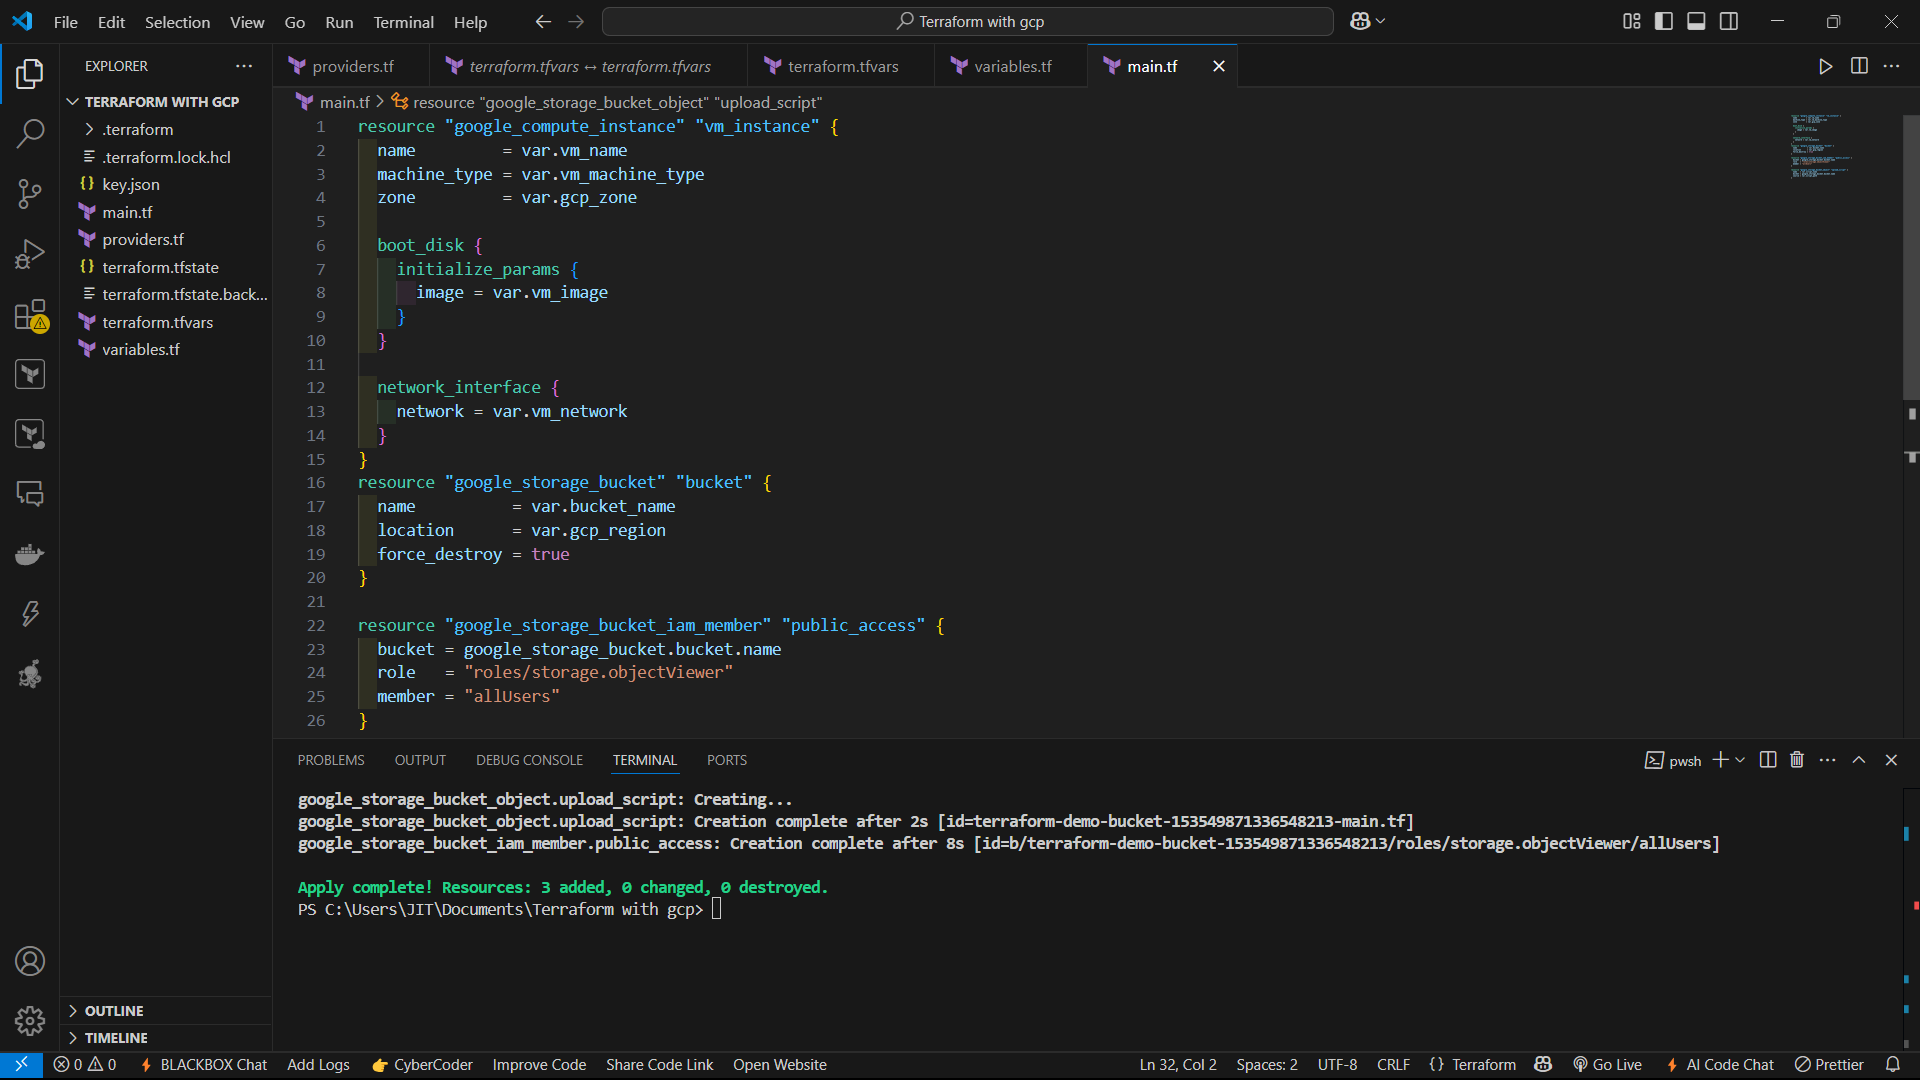 File Edit Selection View Go Run Terminal Help Terraform with gcp
EXPLORER
TERRAFORM WITH GCP
.terraform
.terraform.lock.hcl
key.json
main.tf
providers.tf
terraform.tfstate
terraform.tfstate.back...
terraform.tfvars
variables.tf
OUTLINE
TIMELINE
providers.tf terraform.tfvars ↔ terraform.tfvars terraform.tfvars variables.tf main.tf
main.tf > resource "google_storage_bucket_object" "upload_script"
1 resource "google_compute_instance" "vm_instance" {
2   name         = var.vm_name
3   machine_type = var.vm_machine_type
4   zone         = var.gcp_zone
5
6   boot_disk {
7     initialize_params {
8       image = var.vm_image
9     }
10   }
11
12   network_interface {
13     network = var.vm_network
14   }
15 }
16 resource "google_storage_bucket" "bucket" {
17   name          = var.bucket_name
18   location      = var.gcp_region
19   force_destroy = true
20 }
21
22 resource "google_storage_bucket_iam_member" "public_access" {
23   bucket = google_storage_bucket.bucket.name
24   role   = "roles/storage.objectViewer"
25   member = "allUsers"
26 }
PROBLEMS OUTPUT DEBUG CONSOLE TERMINAL PORTS pwsh
google_storage_bucket_object.upload_script: Creating...
google_storage_bucket_object.upload_script: Creation complete after 2s [id=terraform-demo-bucket-153549871336548213-main.tf]
google_storage_bucket_iam_member.public_access: Creation complete after 8s [id=b/terraform-demo-bucket-153549871336548213/roles/storage.objectViewer/allUsers]
Apply complete! Resources: 3 added, 0 changed, 0 destroyed.
PS C:\Users\JIT\Documents\Terraform with gcp>
0 0 BLACKBOX Chat Add Logs CyberCoder Improve Code Share Code Link Open Website Ln 32, Col 2 Spaces: 2 UTF-8 CRLF {} Terraform Go Live AI Code Chat Prettier